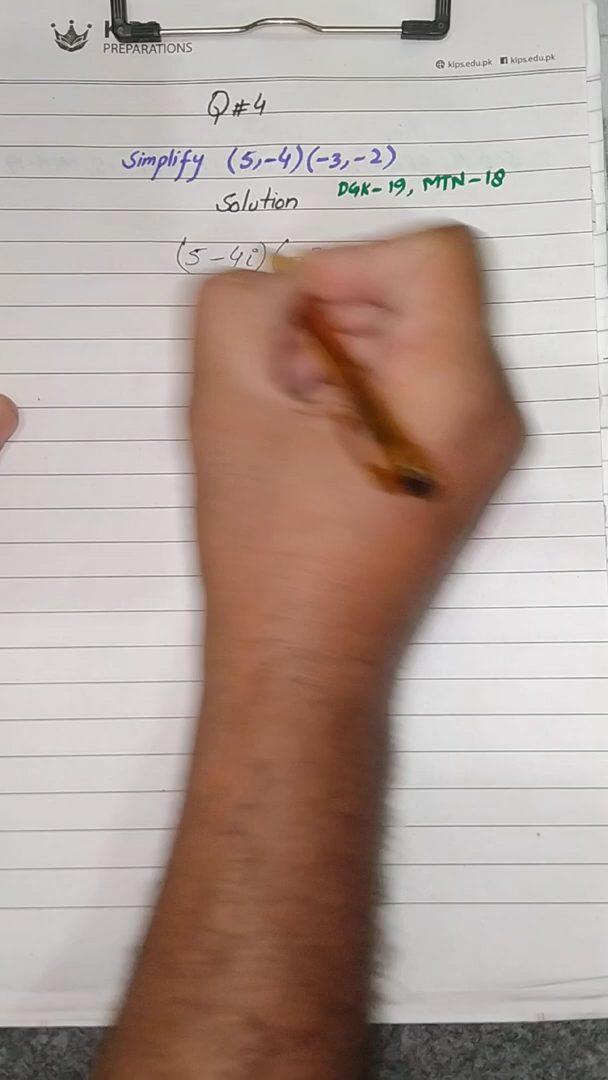 PREPARATIONS
kips.edu.pk kips.edu.pk
Q#4
Simplify (5,-4)(-3,-2)
DGK-19, MTN-18
Solution
(5-4i)(